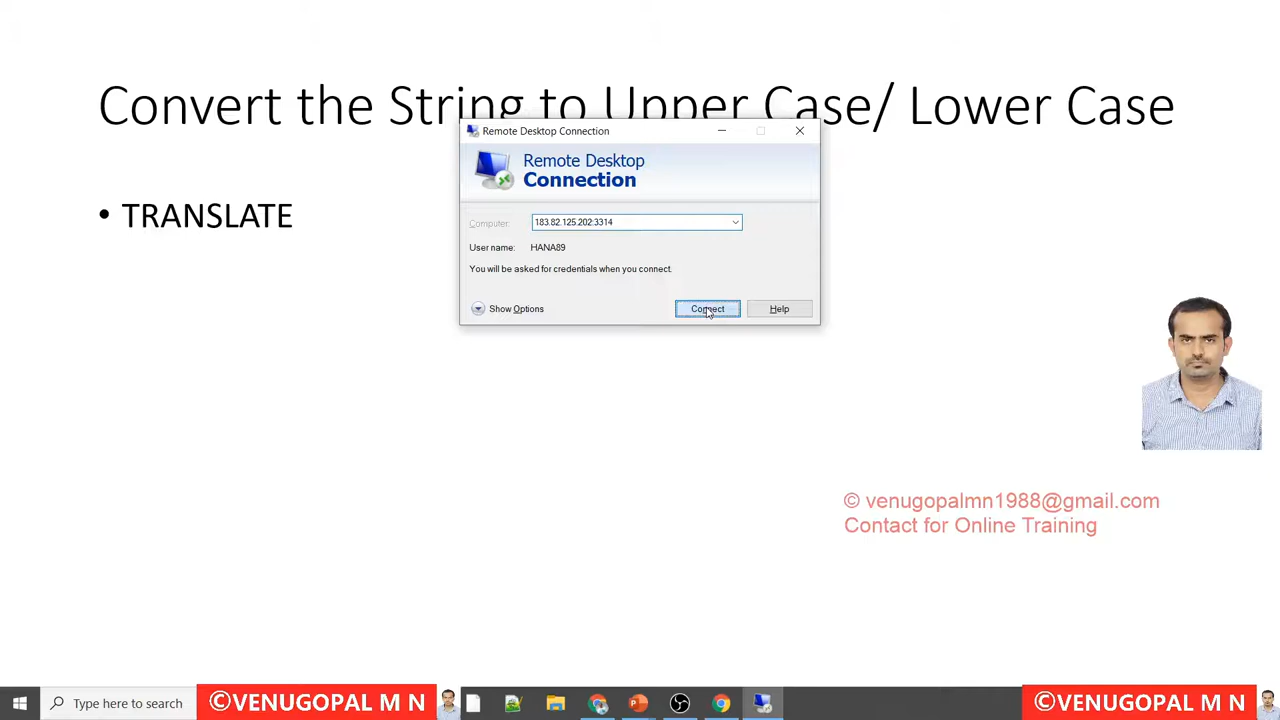 Convert the String to Upper Case/ Lower Case
• TRANSLATE
Remote Desktop Connection
Remote Desktop
Connection
Computer: 183.82.125.202:3314
User name: HANA89
You will be asked for credentials when you connect.
Show Options Connect Help
© venugopalmn1988@gmail.com
Contact for Online Training
Type here to search ©VENUGOPAL M N ©VENUGOPAL M N